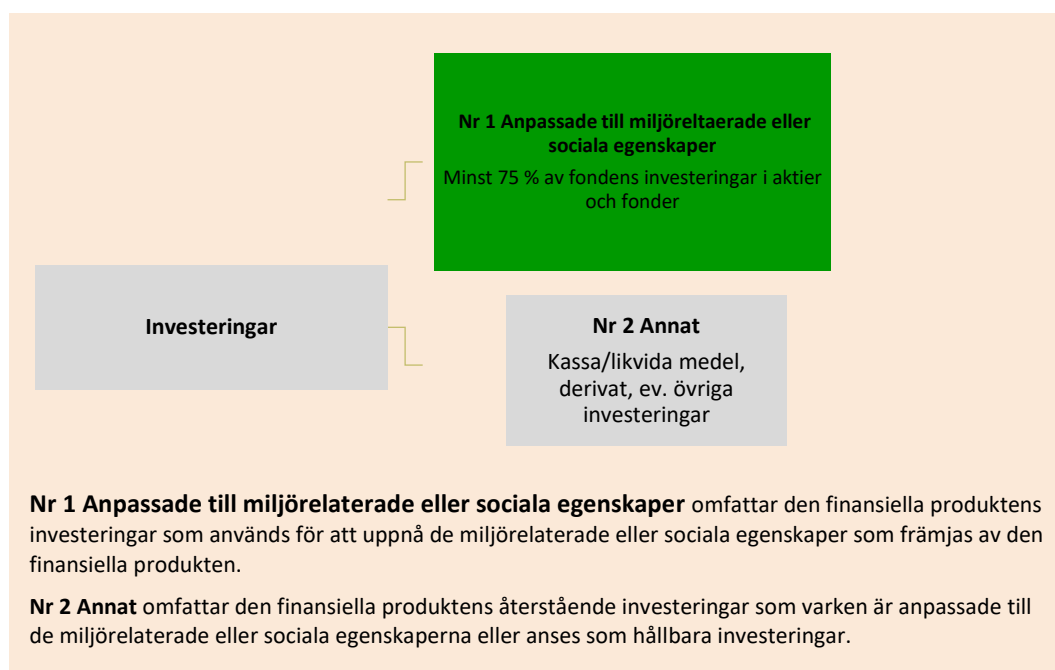 Nr 1 Anpassade till miljöreltaerade eller
sociala egenskaper
Minst 75 % av fondens investeringar i aktier
och fonder
Investeringar
Nr 2 Annat
Kassa/likvida medel,
derivat, ev. övriga
investeringar
Nr 1 Anpassade till miljörelaterade eller sociala egenskaper omfattar den finansiella produktens
investeringar som används för att uppnå de miljörelaterade eller sociala egenskaper som främjas av den
finansiella produkten.
Nr 2 Annat omfattar den finansiella produktens återstående investeringar som varken är anpassade till
de miljörelaterade eller sociala egenskaperna eller anses som hållbara investeringar.